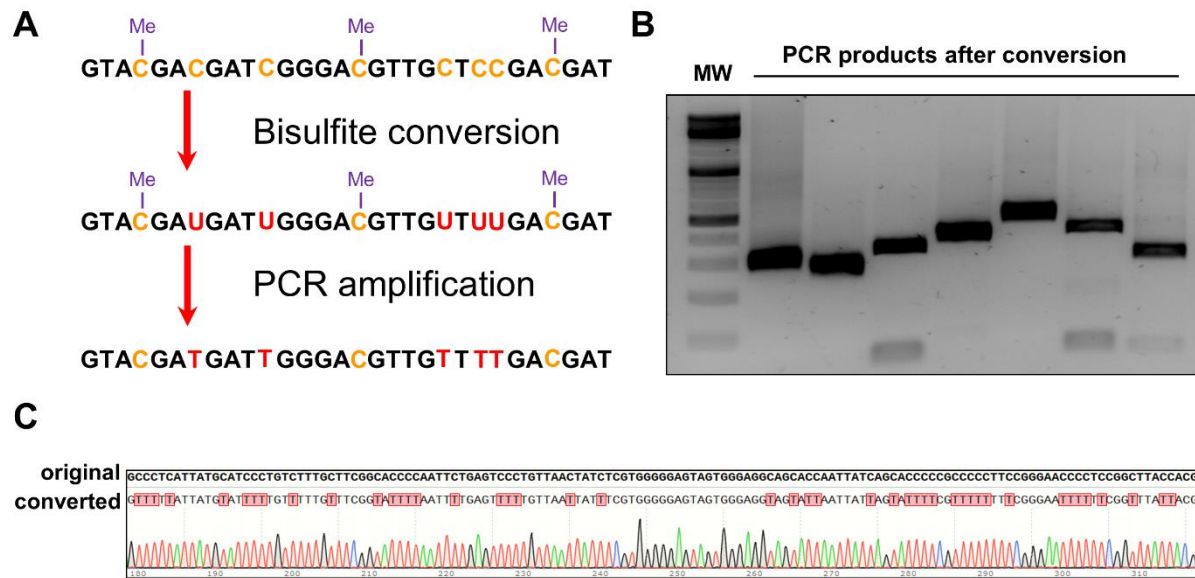 A
Me Me Me
GTACGACGATCGGGACGTTGCTCCGACGAT
Bisulfite conversion
Me Me Me
GTACGAUGATUGGGACGTTGUTUUGACGAT
PCR amplification
GTACGATGATTGGGACGTTGTTTTGACGAT
B
PCR products after conversion
MW
C
original GCCCTCATTATGCATCCCTGTCTTTGCTTCGGCACCCCAATTCTGAGTCCCTGTTAACTATCTCGTGGGGGAGTAGTGGGAGGCAGCACCAATTATCAGCACCCCCGCCCCCTTCCGGGAACCCCTCCGGCTTACCACG
converted GTTTTTATTATGTATTTTTGTTTTTGTTTCGGTATTTTAATTTTGAGTTTTTGTTAATTATTTCGTGGGGGAGTAGTGGGAGGTAGTATTAATTATTAGTATTTTCGTTTTTTTTCGGGAATTTTTTCGGTTTATTACG
180 190 200 210 220 230 240 250 260 270 280 290 300 310